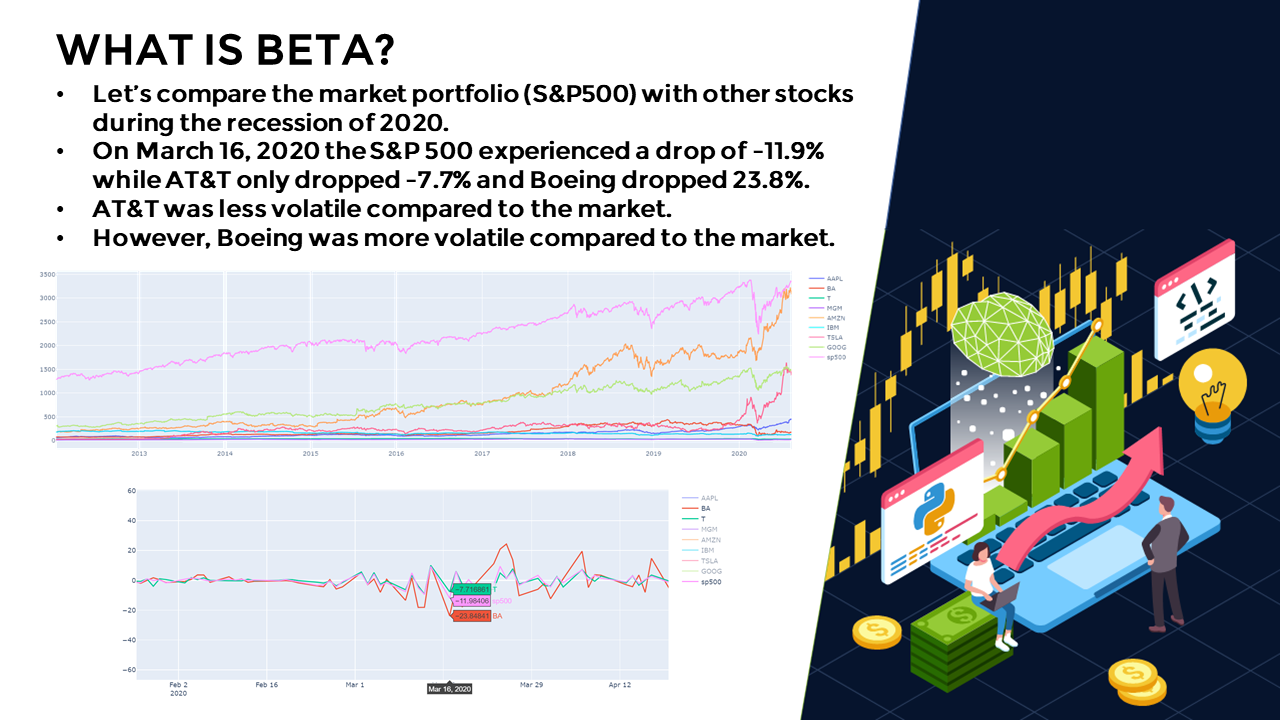 WHAT IS BETA?
• Let's compare the market portfolio (S&P500) with other stocks
during the recession of 2020.
• On March 16, 2020 the S&P 500 experienced a drop of -11.9%
while AT&T only dropped -7.7% and Boeing dropped 23.8%.
• AT&T was less volatile compared to the market.
• However, Boeing was more volatile compared to the market.
3500
3000
2500
2000
1500
1000
500
0
2013 2014 2015 2016 2017 2018 2019 2020
AAPL
BA
T
MGM
AMZN
IBM
TSLA
GOOG
sp500
60
40
20
0
−20
−40
−60
−7.716861 T
−11.98406 sp500
−23.84841 BA
Feb 2 Feb 16 Mar 1 Mar 16, 2020 Mar 29 Apr 12
2020
AAPL
BA
T
MGM
AMZN
IBM
TSLA
GOOG
sp500